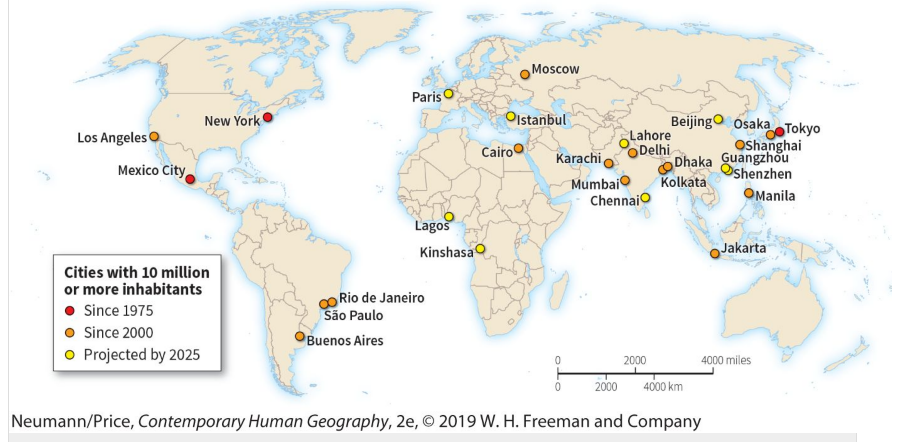 Moscow
Paris
Istanbul
New York
Beijing
Osaka
Tokyo
Los Angeles
Lahore
Delhi
Shanghai
Cairo
Karachi
Dhaka
Guangzhou
Mexico City
Shenzhen
Mumbai
Kolkata
Chennai
Manila
Lagos
Kinshasa
Jakarta
Cities with 10 million
or more inhabitants
Since 1975
Since 2000
Projected by 2025
Rio de Janeiro
São Paulo
Buenos Aires
0 2000 4000 miles
0 2000 4000 km
Neumann/Price, Contemporary Human Geography, 2e, © 2019 W. H. Freeman and Company